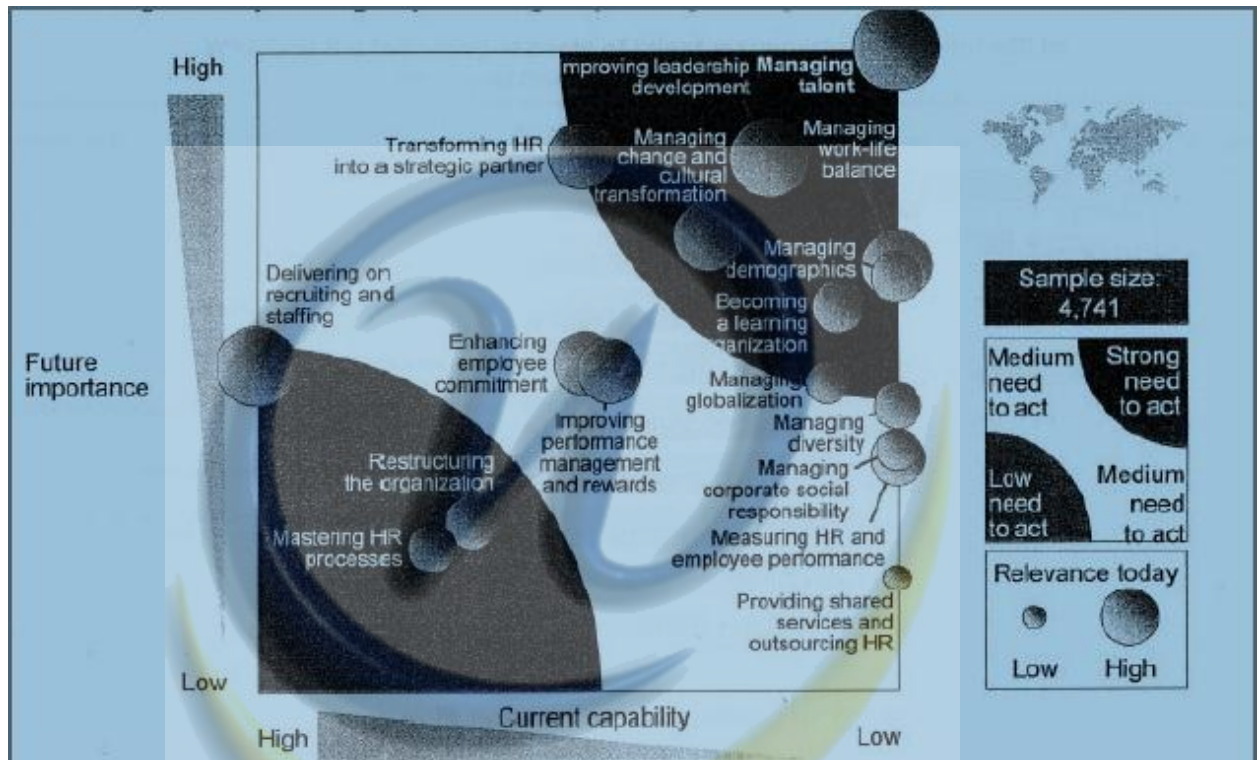 High
Future
importance
Low
mproving leadership
development
Managing
talont
Transforming HR
into a strategic partner
Managing
change and
cultural
transformation
Managing
work-life
balance
Delivering on
recruiting and
staffing
Managing
demographics
Becoming
a learning
ganization
Enhancing
employee
commitment
Managing
globalization
Improving
performance
management
and rewards
Managing
diversity
Restructuring
the organization
Managing
corporate social
responsibility
Mastering HR
processes
Measuring HR and
employee performance
Providing shared
services and
outsourcing HR
High
Current capability
Low
Sample size:
4,741
Medium
need
to act
Strong
need
to act
Low
need
to act
Medium
need
to act
Relevance today
Low
High